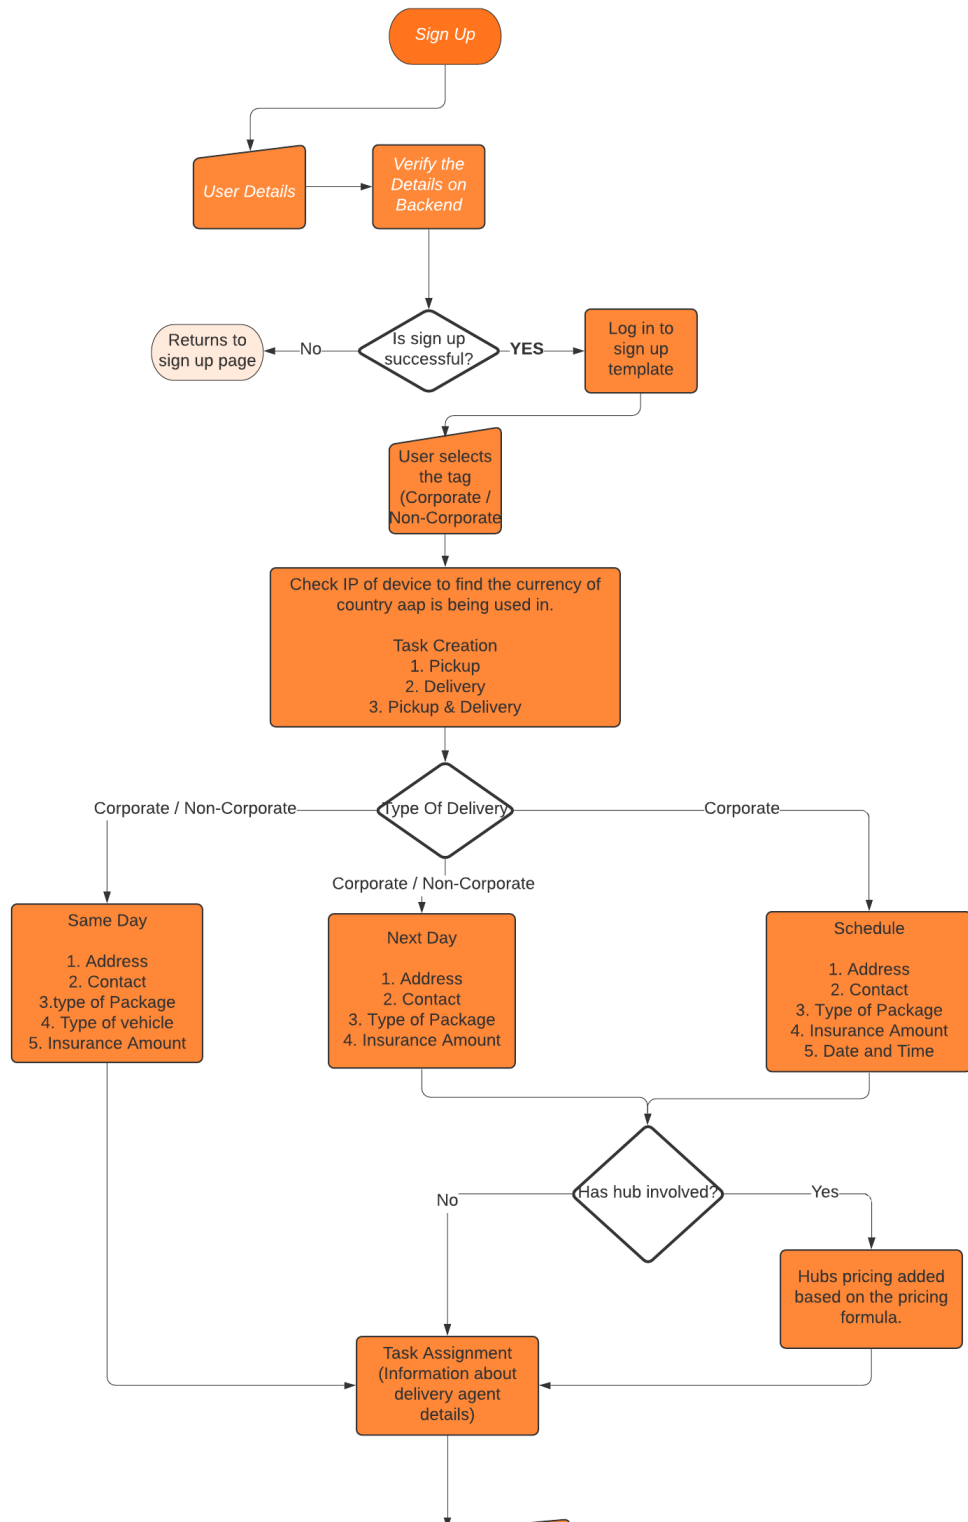 Sign Up
User Details
Verify the
Details on
Backend
Is sign up
successful?
No
Returns to
sign up page
YES
Log in to
sign up
template
User selects
the tag
(Corporate /
Non-Corporate
Check IP of device to find the currency of
country aap is being used in.
Task Creation
1. Pickup
2. Delivery
3. Pickup & Delivery
Type Of Delivery
Corporate / Non-Corporate
Corporate / Non-Corporate
Corporate
Same Day
1. Address
2. Contact
3.type of Package
4. Type of vehicle
5. Insurance Amount
Next Day
1. Address
2. Contact
3. Type of Package
4. Insurance Amount
Schedule
1. Address
2. Contact
3. Type of Package
4. Insurance Amount
5. Date and Time
Has hub involved?
No
Yes
Hubs pricing added
based on the pricing
formula.
Task Assignment
(Information about
delivery agent
details)